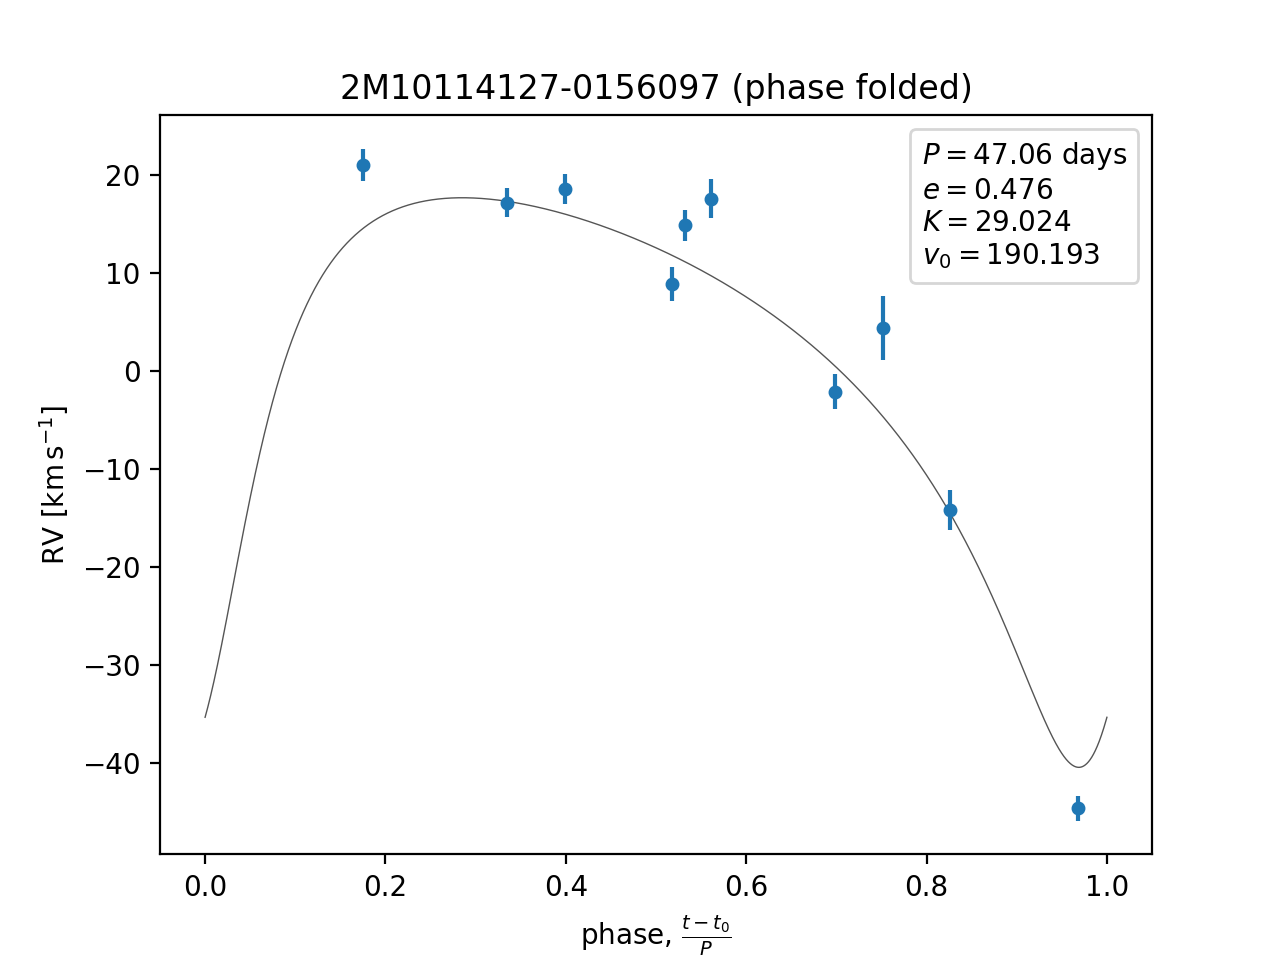 2M10114127-0156097 (phase folded)
P = 47.06 days
e = 0.476
K = 29.024
v₀ = 190.193
RV [km s⁻¹]
20
10
0
−10
−20
−30
−40
0.0 0.2 0.4 0.6 0.8 1.0
phase, (t − t₀)/P